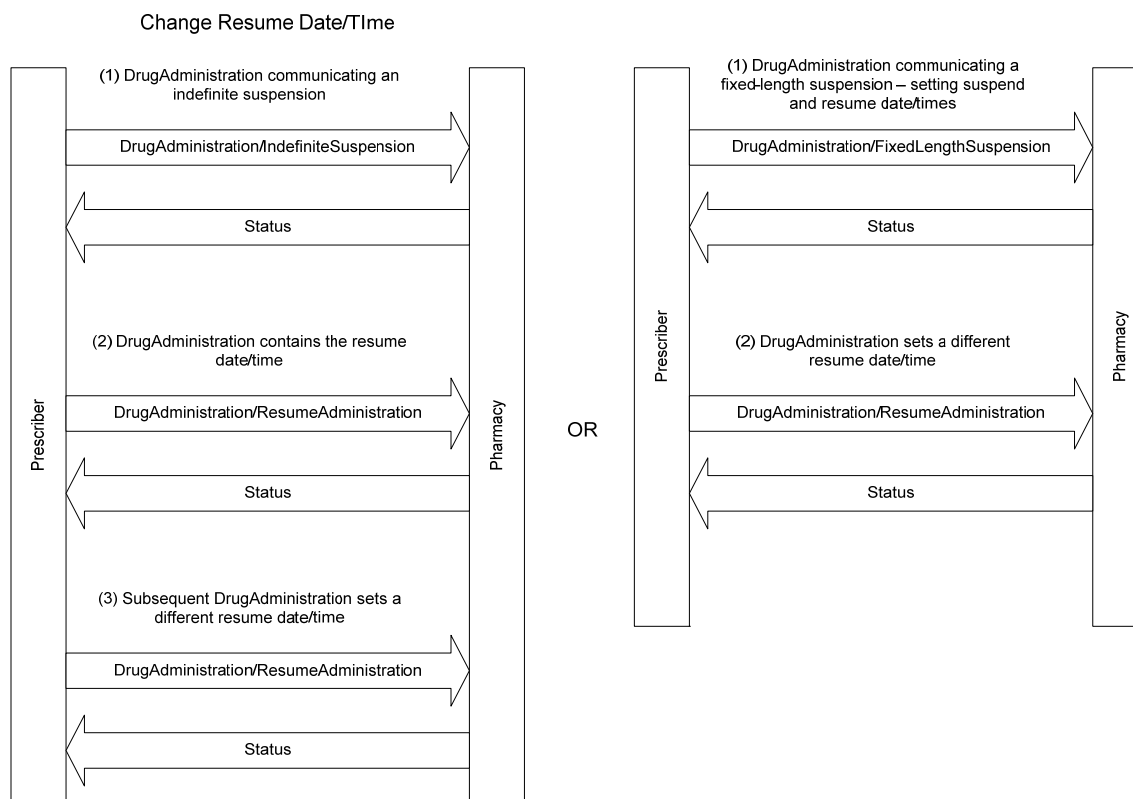 Change Resume Date/TIme
(1) DrugAdministration communicating an
indefinite suspension
DrugAdministration/IndefiniteSuspension
Status
(2) DrugAdministration contains the resume
date/time
DrugAdministration/ResumeAdministration
Status
(3) Subsequent DrugAdministration sets a
different resume date/time
DrugAdministration/ResumeAdministration
Status
Prescriber
Pharmacy
OR
(1) DrugAdministration communicating a
fixed-length suspension – setting suspend
and resume date/times
DrugAdministration/FixedLengthSuspension
Status
(2) DrugAdministration sets a different
resume date/time
DrugAdministration/ResumeAdministration
Status
Prescriber
Pharmacy